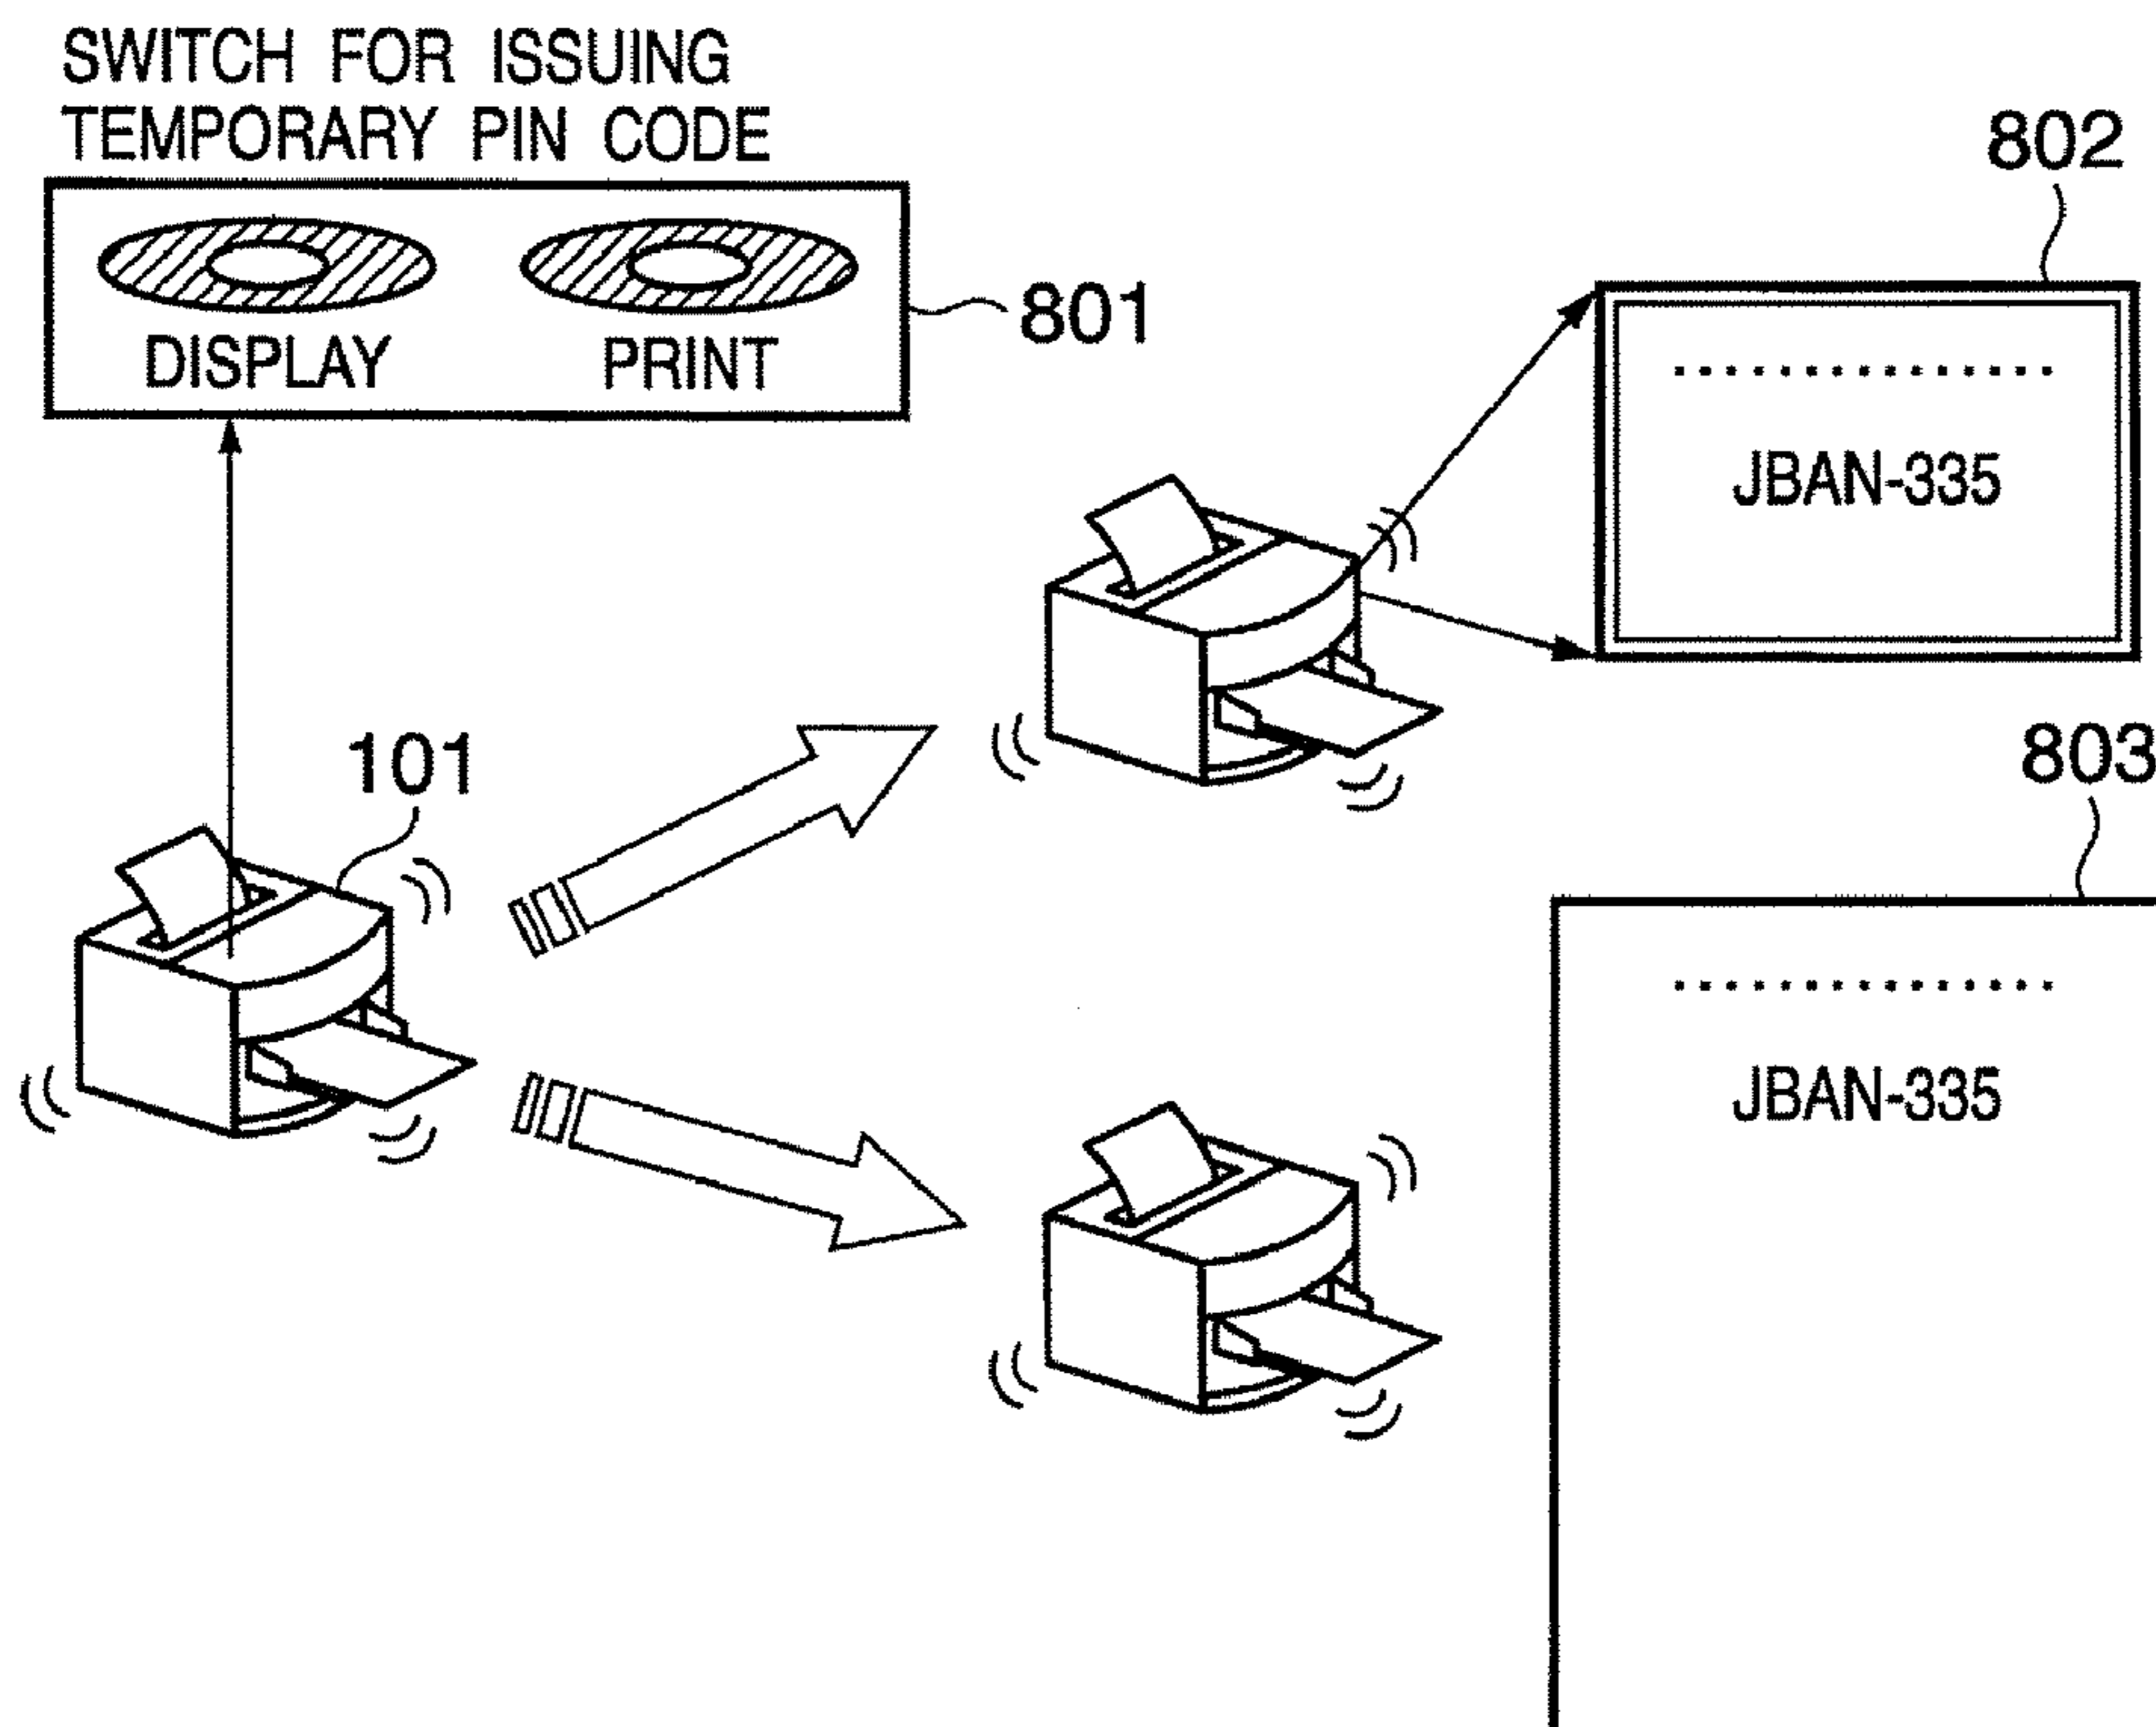 SWITCH FOR ISSUING
TEMPORARY PIN CODE
DISPLAY PRINT
801
802
JBAN-335
101
803
JBAN-335